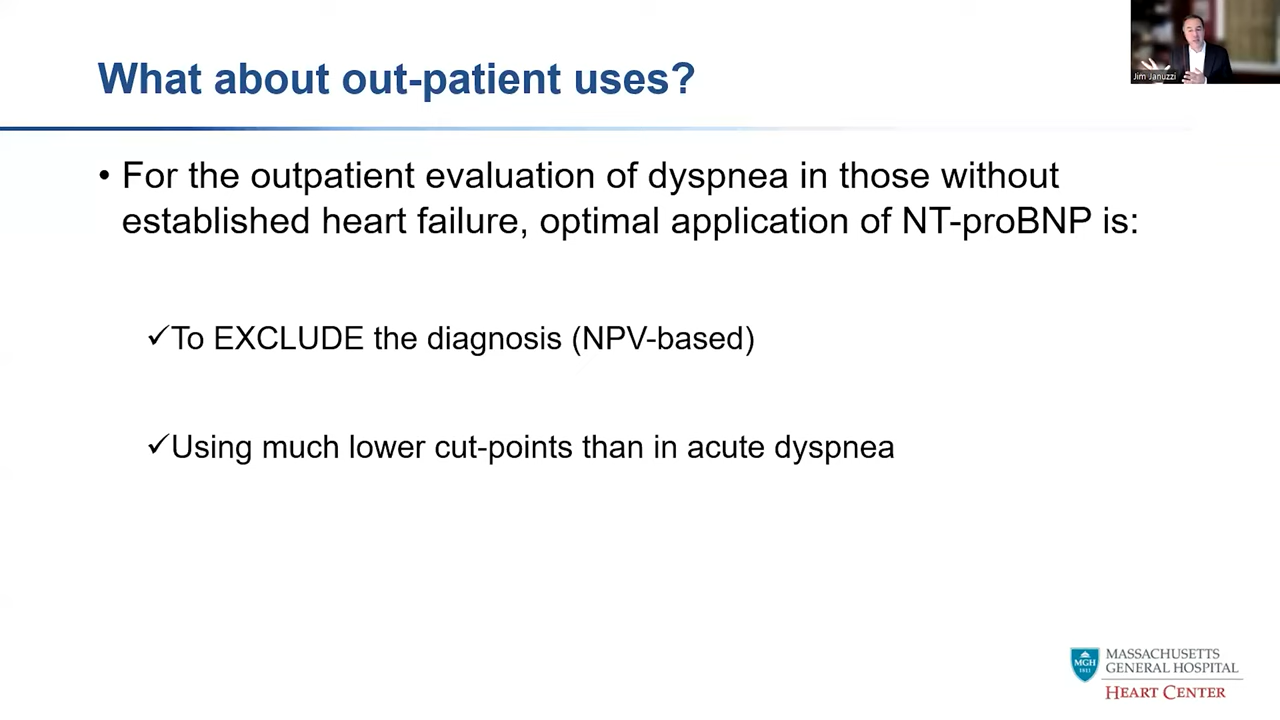 What about out-patient uses?
Jim Januzzi
• For the outpatient evaluation of dyspnea in those without
established heart failure, optimal application of NT-proBNP is:
✓To EXCLUDE the diagnosis (NPV-based)
✓Using much lower cut-points than in acute dyspnea
MGH
1811
MASSACHUSETTS
GENERAL HOSPITAL
HEART CENTER